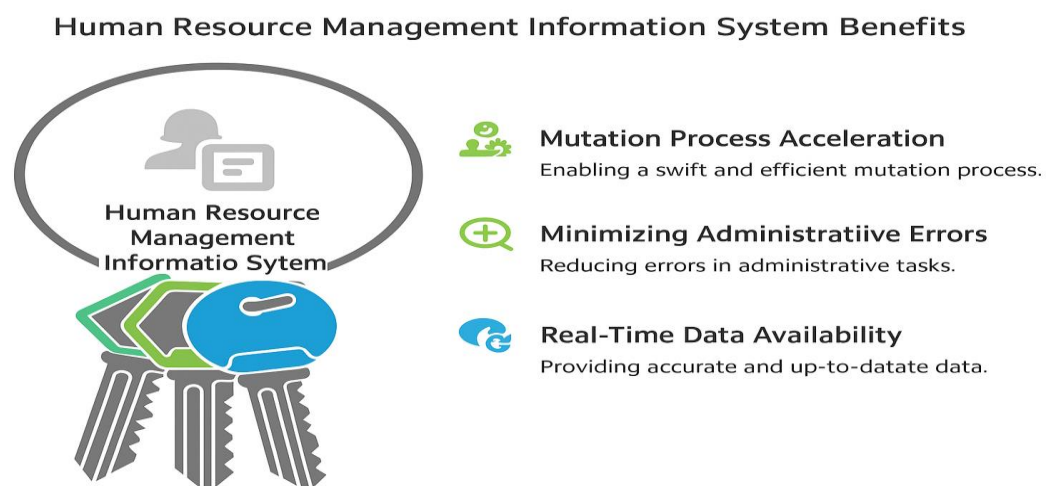 Human Resource Management Information System Benefits
Human Resource
Management
Informatio Sytem
Mutation Process Acceleration
Enabling a swift and efficient mutation process.
Minimizing Administratiive Errors
Reducing errors in administrative tasks.
Real-Time Data Availability
Providing accurate and up-to-datate data.